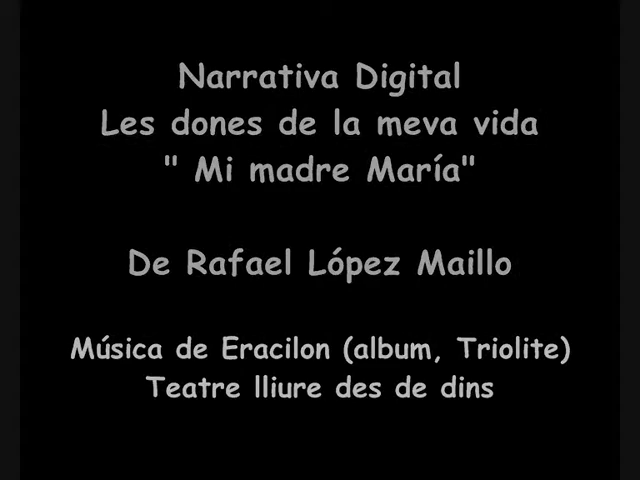 Narrativa Digital
Les dones de la meva vida
" Mi madre María"
De Rafael López Maillo
Música de Eracilon (album, Triolite)
Teatre lliure des de dins